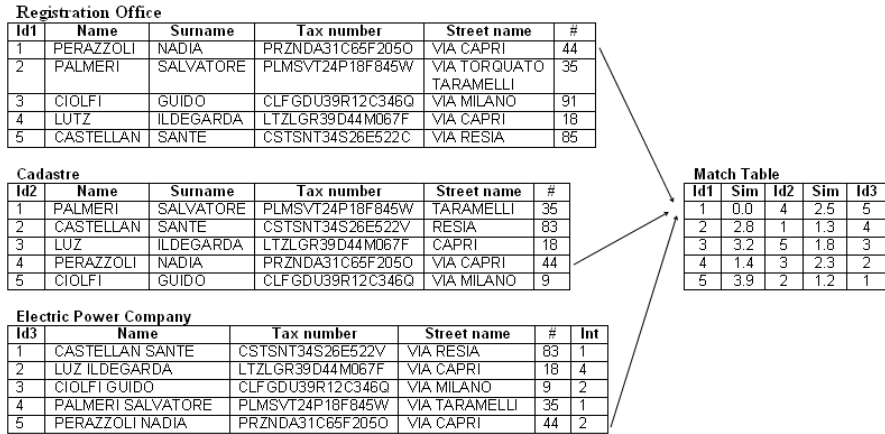 Registration Office
Id1 Name Surname Tax number Street name #
1 PERAZZOLI NADIA PRZNDA31C65F205O VIA CAPRI 44
2 PALMERI SALVATORE PLMSVT24P18F845W VIA TORQUATO 35
TARAMELLI
3 CIOLFI GUIDO CLFGDU39R12C346Q VIA MILANO 91
4 LUTZ ILDEGARDA LTZLGR39D44M067F VIA CAPRI 18
5 CASTELLAN SANTE CSTSNT34S26E522C VIA RESIA 85
Cadastre
Id2 Name Surname Tax number Street name #
1 PALMERI SALVATORE PLMSVT24P18F845W TARAMELLI 35
2 CASTELLAN SANTE CSTSNT34S26E522V RESIA 83
3 LUZ ILDEGARDA LTZLGR39D44M067F CAPRI 18
4 PERAZZOLI NADIA PRZNDA31C65F205O VIA CAPRI 44
5 CIOLFI GUIDO CLFGDU39R12C346Q VIA MILANO 9
Match Table
Id1 Sim Id2 Sim Id3
1 0.0 4 2.5 5
2 2.8 1 1.3 4
3 3.2 5 1.8 3
4 1.4 3 2.3 2
5 3.9 2 1.2 1
Electric Power Company
Id3 Name Tax number Street name # Int
1 CASTELLAN SANTE CSTSNT34S26E522V VIA RESIA 83 1
2 LUZ ILDEGARDA LTZLGR39D44M067F VIA CAPRI 18 4
3 CIOLFI GUIDO CLFGDU39R12C346Q VIA MILANO 9 2
4 PALMERI SALVATORE PLMSVT24P18F845W VIA TARAMELLI 35 1
5 PERAZZOLI NADIA PRZNDA31C65F205O VIA CAPRI 44 2